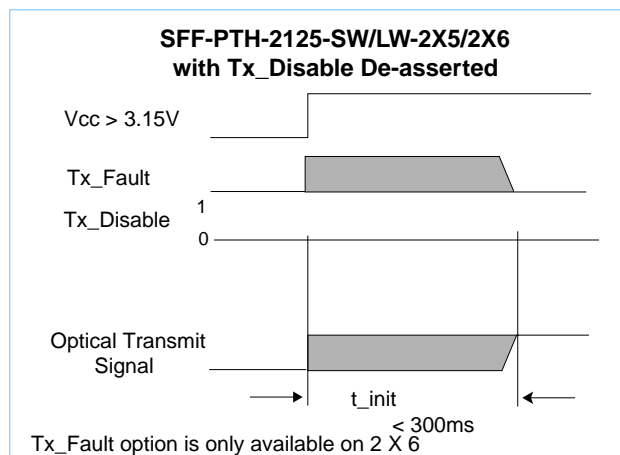 SFF-PTH-2125-SW/LW-2X5/2X6
with Tx_Disable De-asserted
Vcc > 3.15V
Tx_Fault
Tx_Disable
1
0
Optical Transmit
Signal
t_init
< 300ms
Tx_Fault option is only available on 2 X 6